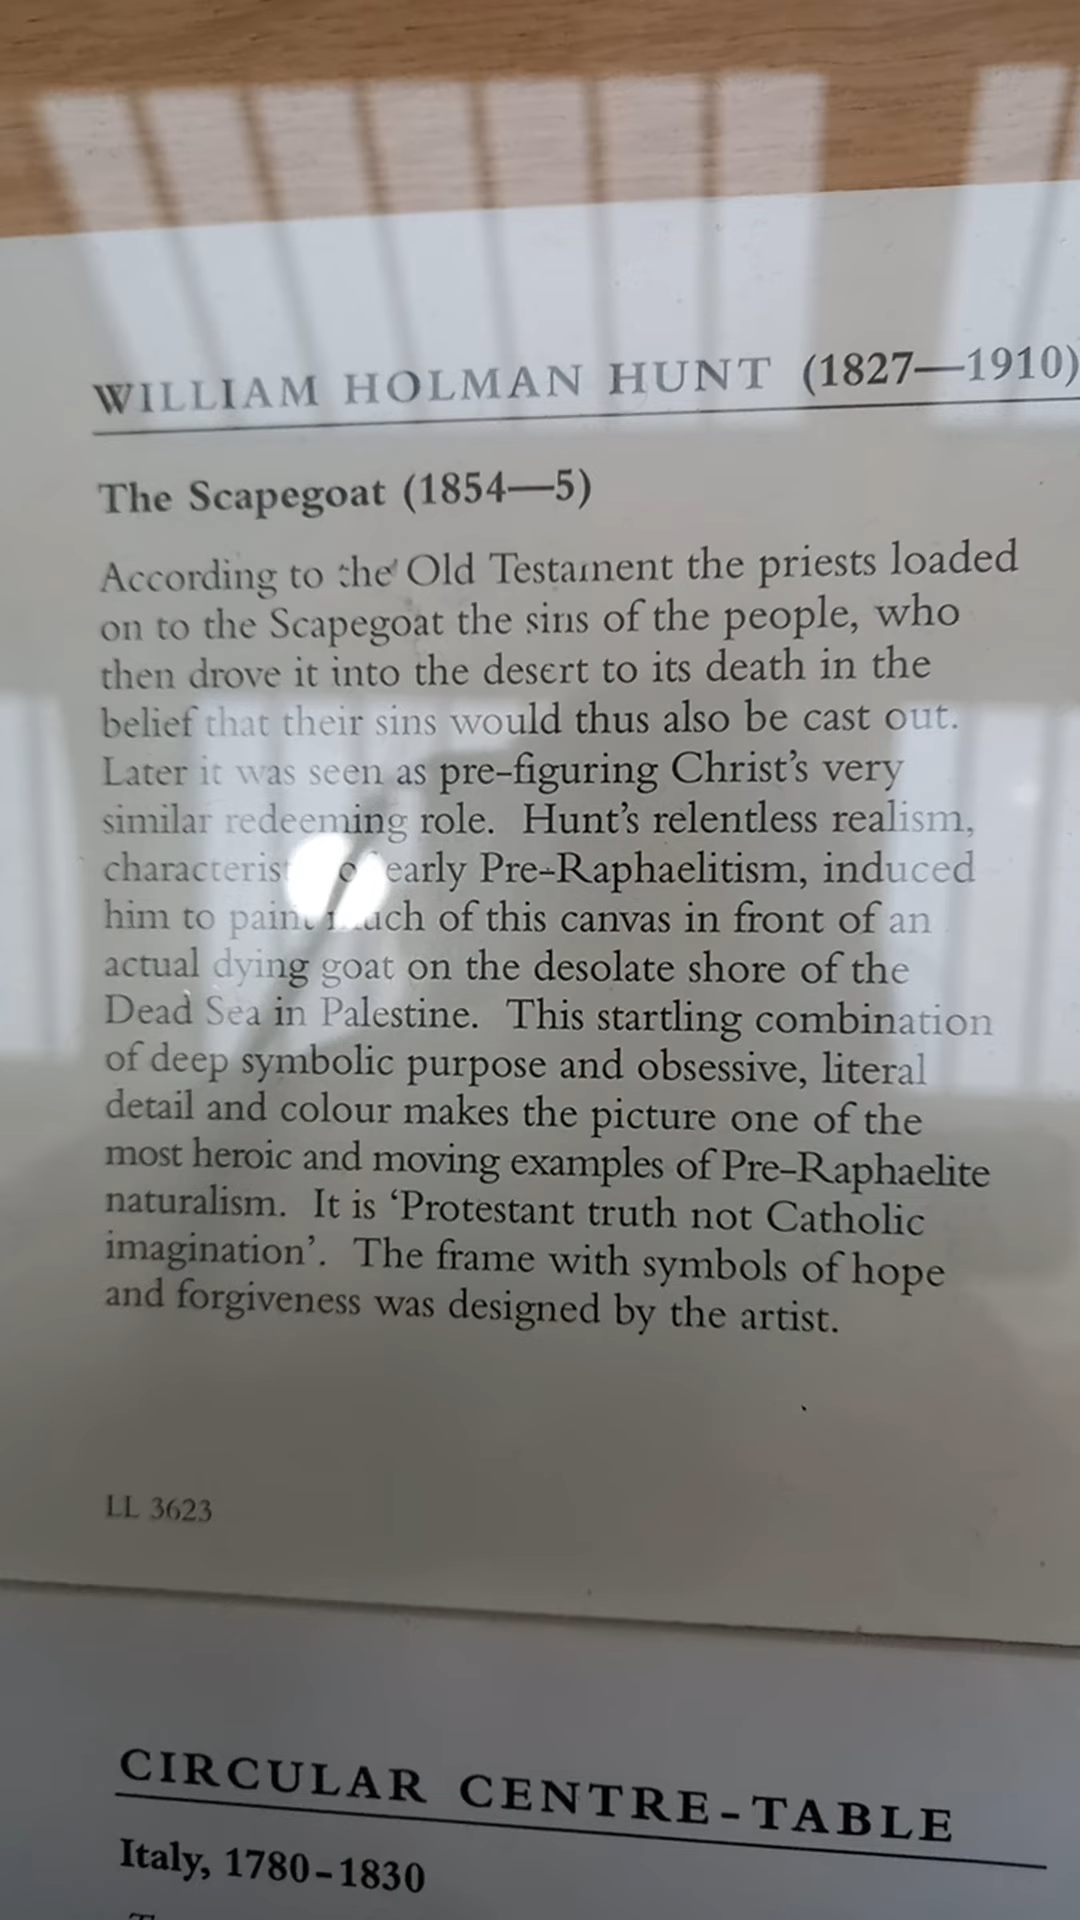 WILLIAM HOLMAN HUNT (1827—1910)
The Scapegoat (1854—5)
According to the Old Testament the priests loaded
on to the Scapegoat the sins of the people, who
then drove it into the desert to its death in the
belief that their sins would thus also be cast out.
Later it was seen as pre-figuring Christ's very
similar redeeming role. Hunt's relentless realism,
of early Pre-Raphaelitism, induced
him to paint much of this canvas in front of an
actual dying goat on the desolate shore of the
Dead Sea in Palestine. This startling combination
of deep symbolic purpose and obsessive, literal
detail and colour makes the picture one of the
most heroic and moving examples of Pre-Raphaelite
naturalism. It is ‘Protestant truth not Catholic
imagination’. The frame with symbols of hope
and forgiveness was designed by the artist.
LL 3623
CIRCULAR CENTRE-TABLE
Italy, 1780-1830